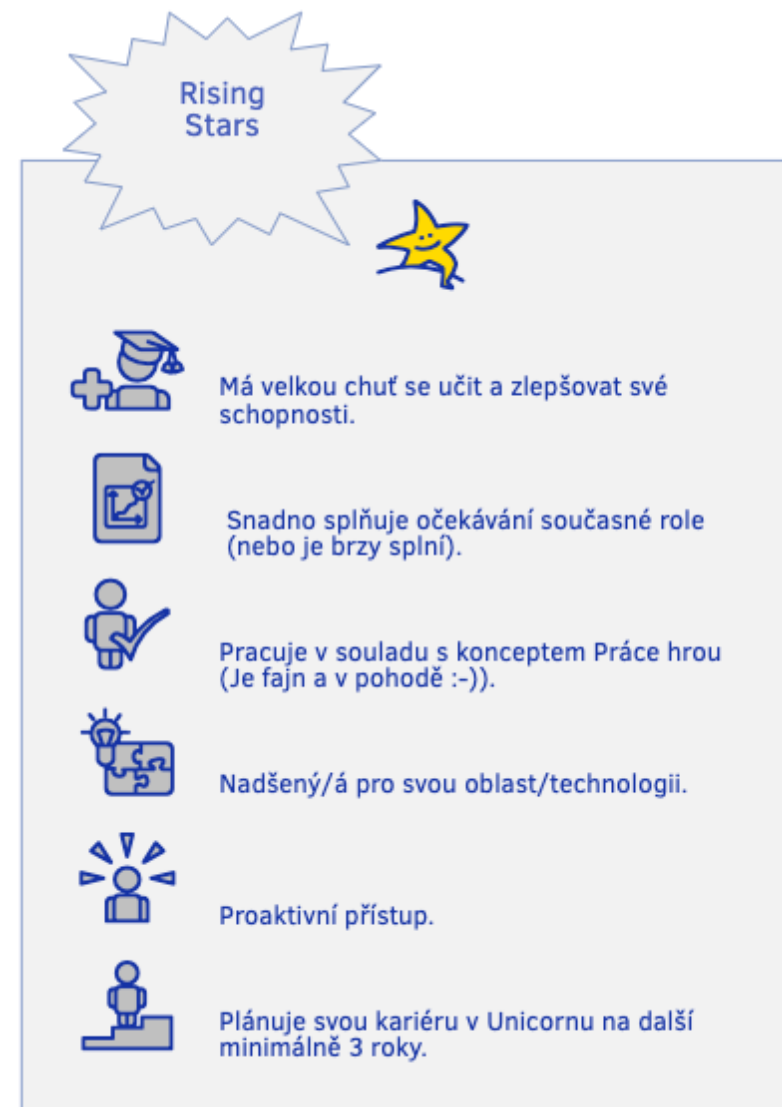 Rising
Stars
Má velkou chuť se učit a zlepšovat své
schopnosti.
Snadno splňuje očekávání současné role
(nebo je brzy splní).
Pracuje v souladu s konceptem Práce hrou
(Je fajn a v pohodě :-)).
Nadšený/á pro svou oblast/technologii.
Proaktivní přístup.
Plánuje svou kariéru v Unicornu na další
minimálně 3 roky.